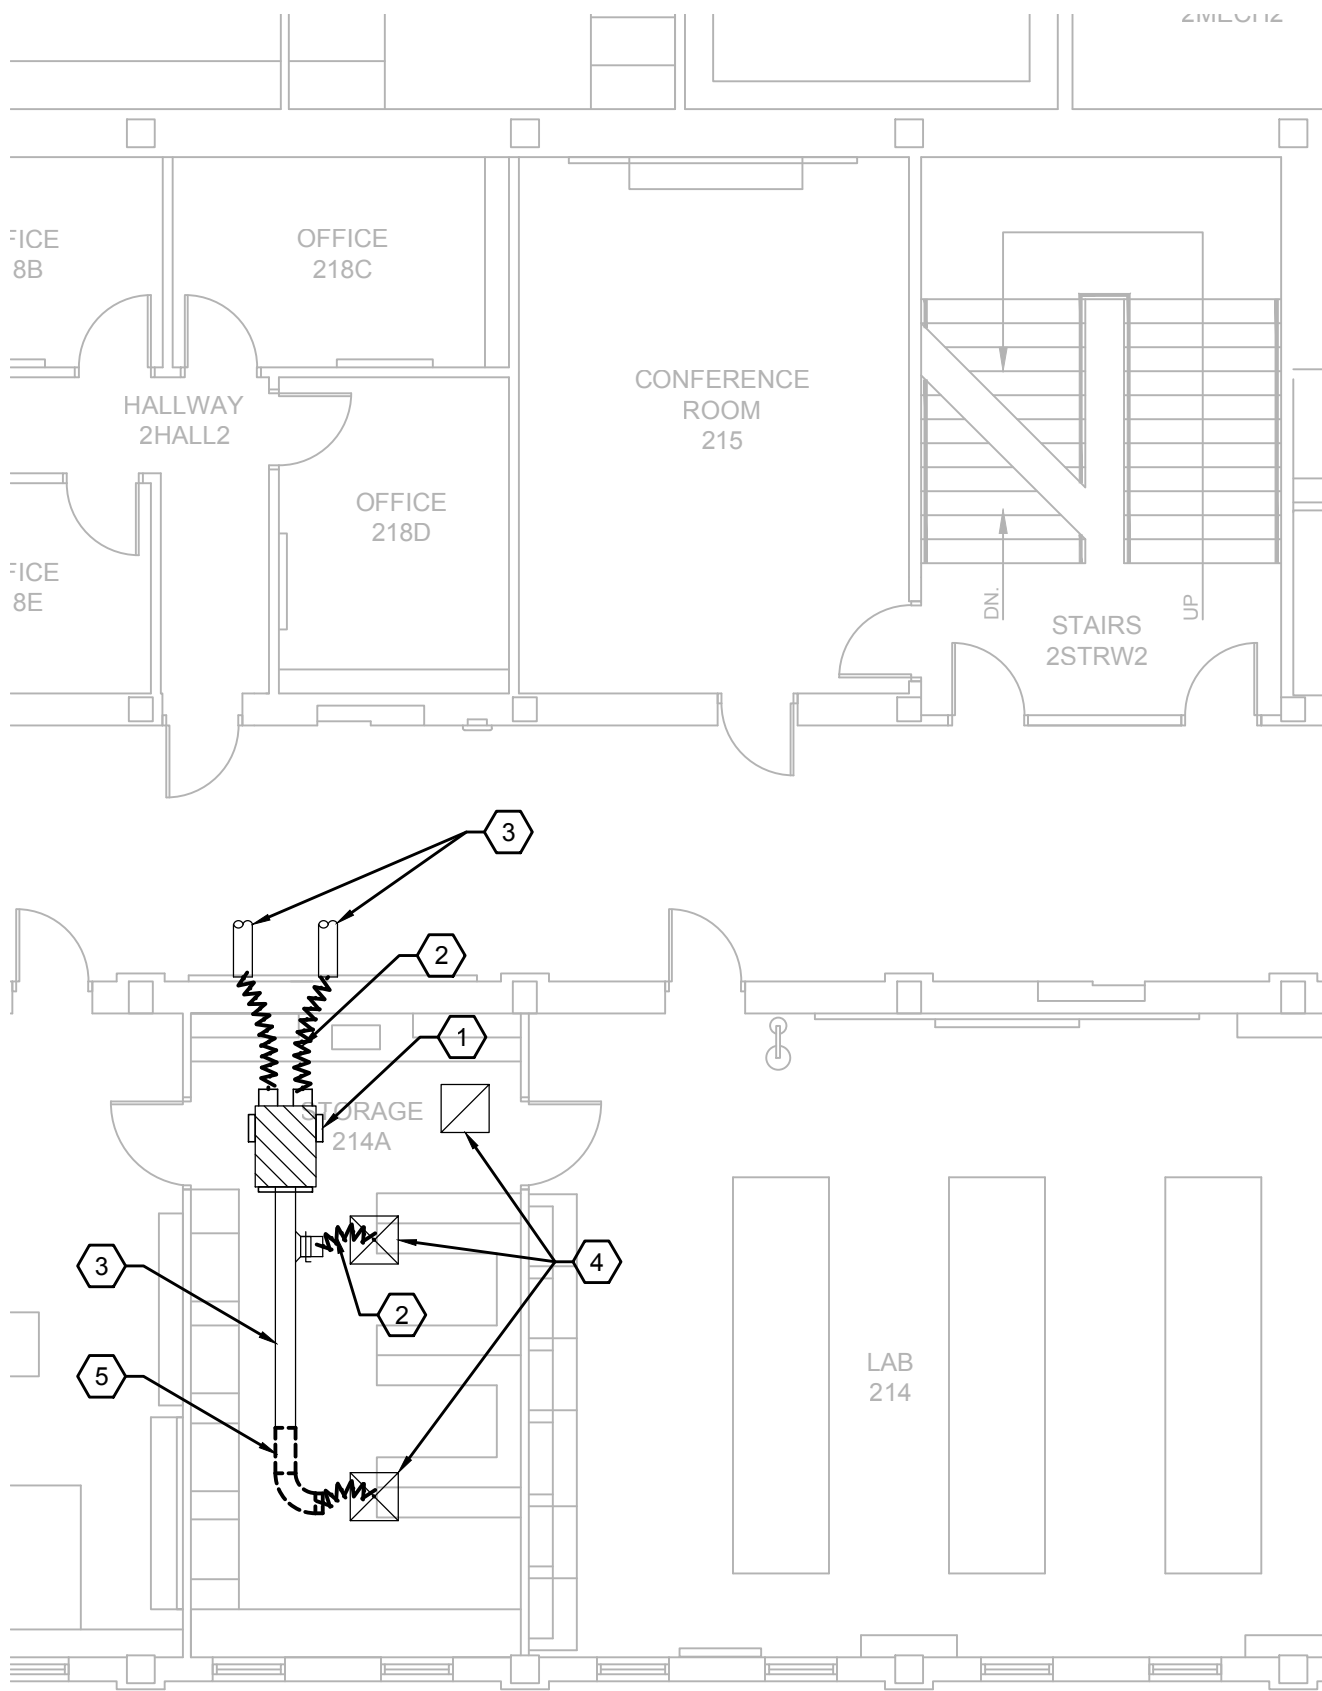 2MECH2
FICE
8B
OFFICE
218C
HALLWAY
2HALL2
CONFERENCE
ROOM
215
OFFICE
218D
FICE
8E
DN.
UP
STAIRS
2STRW2
3
2
1
STORAGE
214A
4
3
2
5
LAB
214